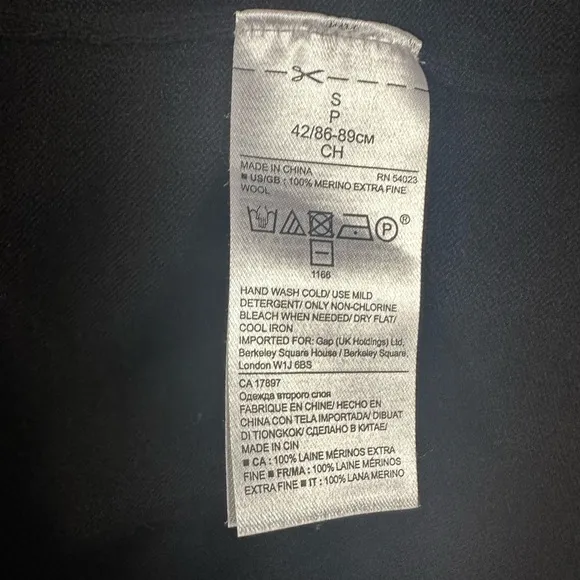 S
P
42/86-89CM
CH
MADE IN CHINA RN 54023
■ US/GB : 100% MERINO EXTRA FINE
WOOL
P®
1166
HAND WASH COLD/ USE MILD
DETERGENT/ ONLY NON-CHLORINE
BLEACH WHEN NEEDED/ DRY FLAT/
COOL IRON
IMPORTED FOR: Gap (UK Holdings) Ltd,
Berkeley Square House / Berkeley Square,
London W1J 6BS
CA 17897
Одежда второго слоя
FABRIQUÉ EN CHINE/ HECHO EN
CHINA CON TELA IMPORTADA/ DIBUAT
DI TIONGKOK/ СДЕЛАНО В КИТАЕ/
MADE IN CIN
■ CA : 100% LAINE MÉRINOS EXTRA
FINE ■ FR/MA : 100% LAINE MÉRINOS
EXTRA FINE ■ IT : 100% LANA MERINO